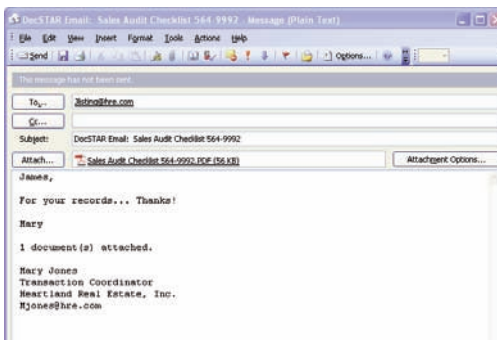 DocSTAR Email: Sales Audit Checklist 564-9992 - Message (Plain Text)
File Edit View Insert Format Tools Actions Help
Send Options...
This message has not been sent.
To...
Cc...
Subject: DocSTAR Email: Sales Audit Checklist 564-9992
Attach... Sales Audit Checklist 564-9992.PDF (56 KB) Attachment Options...
James,
For your records... Thanks!
Mary
1 document(s) attached.
Mary Jones
Transaction Coordinator
Heartland Real Estate, Inc.
Mjones@hre.com